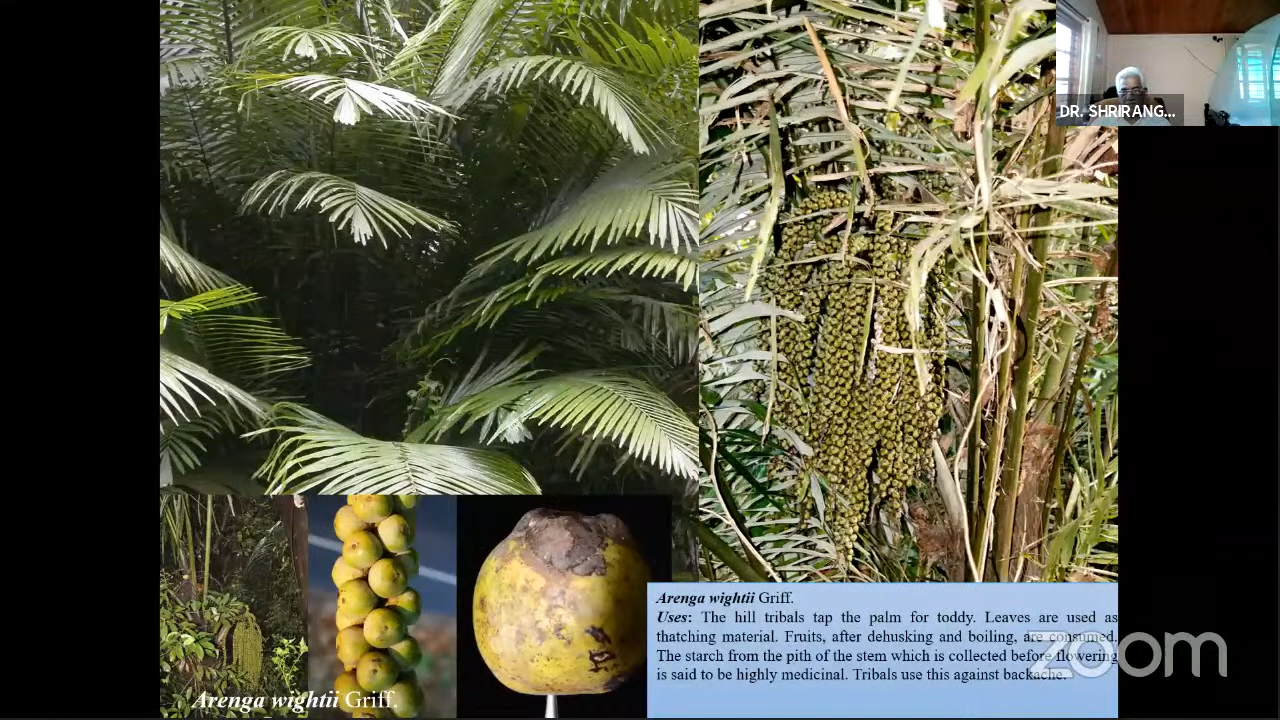 DR. SHRIRANG...
Arenga wightii Griff.
Arenga wightii Griff.
Uses: The hill tribals tap the palm for toddy. Leaves are used as
thatching material. Fruits, after dehusking and boiling, are consumed.
The starch from the pith of the stem which is collected before flowering
is said to be highly medicinal. Tribals use this against backache.
zoom